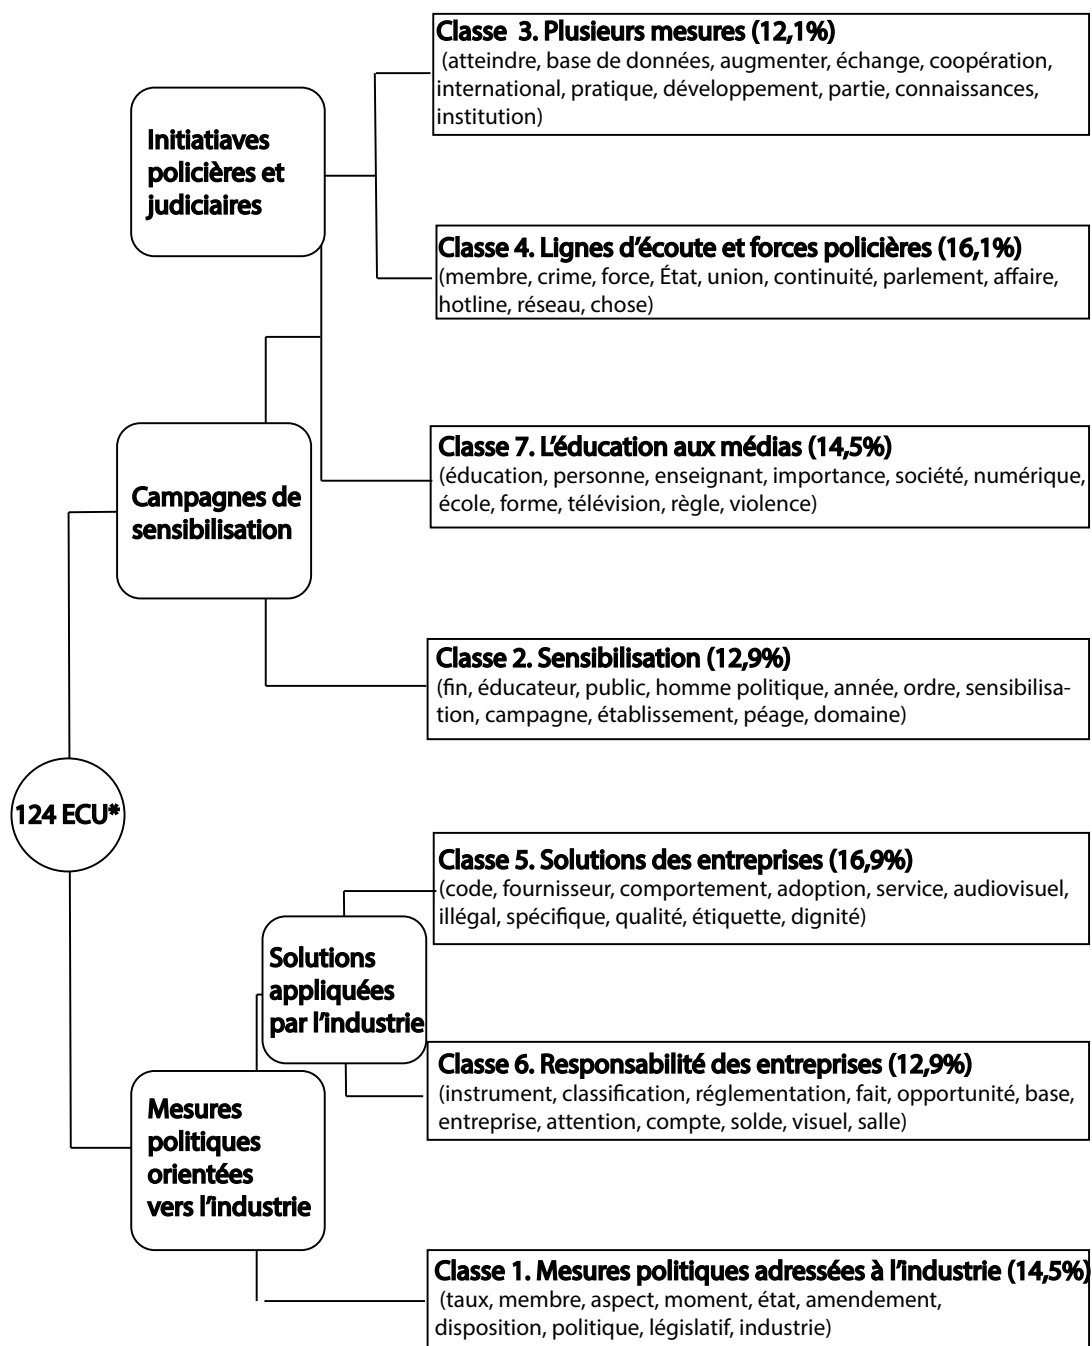 Classe 3. Plusieurs mesures (12,1%)
(atteindre, base de données, augmenter, échange, coopération,
international, pratique, développement, partie, connaissances,
institution)
Initiatiaves
policières et
judiciaires
Classe 4. Lignes d’écoute et forces policières (16,1%)
(membre, crime, force, État, union, continuité, parlement, affaire,
hotline, réseau, chose)
Classe 7. L’éducation aux médias (14,5%)
(éducation, personne, enseignant, importance, société, numérique,
école, forme, télévision, règle, violence)
Campagnes de
sensibilisation
Classe 2. Sensibilisation (12,9%)
(fin, éducateur, public, homme politique, année, ordre, sensibilisa-
tion, campagne, établissement, péage, domaine)
124 ECU*
Classe 5. Solutions des entreprises (16,9%)
(code, fournisseur, comportement, adoption, service, audiovisuel,
illégal, spécifique, qualité, étiquette, dignité)
Solutions
appliquées
par l’industrie
Classe 6. Responsabilité des entreprises (12,9%)
(instrument, classification, réglementation, fait, opportunité, base,
entreprise, attention, compte, solde, visuel, salle)
Mesures
politiques
orientées
vers l’industrie
Classe 1. Mesures politiques adressées à l’industrie (14,5%)
(taux, membre, aspect, moment, état, amendement,
disposition, politique, législatif, industrie)